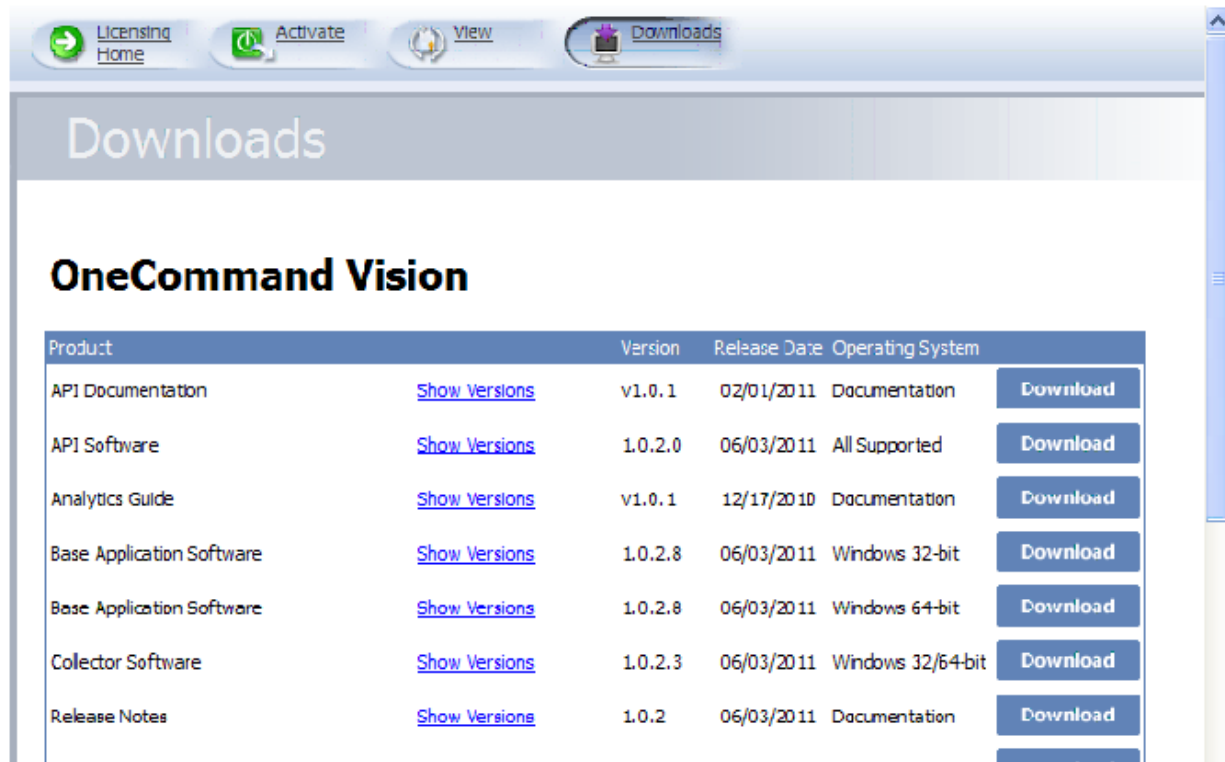 Licensing Home
Activate
View
Downloads
Downloads
OneCommand Vision
Product Version Release Date Operating System
API Documentation Show Versions v1.0.1 02/01/2011 Documentation Download
API Software Show Versions 1.0.2.0 06/03/2011 All Supported Download
Analytics Guide Show Versions v1.0.1 12/17/2010 Documentation Download
Base Application Software Show Versions 1.0.2.8 06/03/2011 Windows 32-bit Download
Base Application Software Show Versions 1.0.2.8 06/03/2011 Windows 64-bit Download
Collector Software Show Versions 1.0.2.3 06/03/2011 Windows 32/64-bit Download
Release Notes Show Versions 1.0.2 06/03/2011 Documentation Download